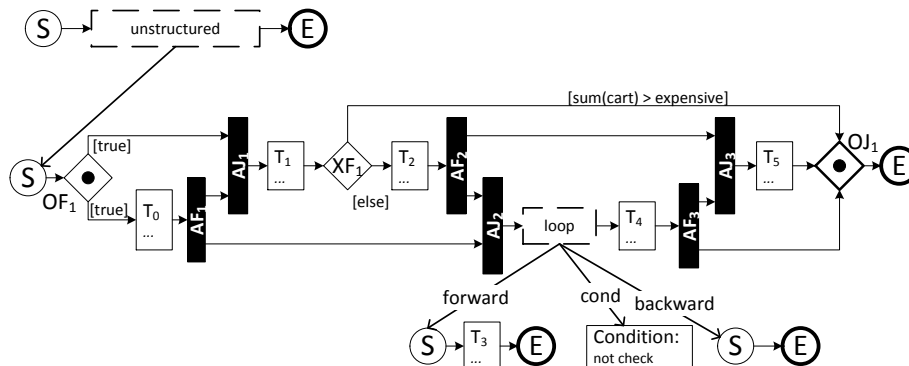 S
unstructured
E
[sum(cart) > expensive]
[true]
OJ1
S
OF1
AJ1
T1
...
XF1
T2
...
AF2
AJ3
T5
...
E
[true]
T0
...
AF1
[else]
AJ2
loop
T4
...
AF3
forward
cond
backward
S
T3
...
E
Condition:
not check
S
E